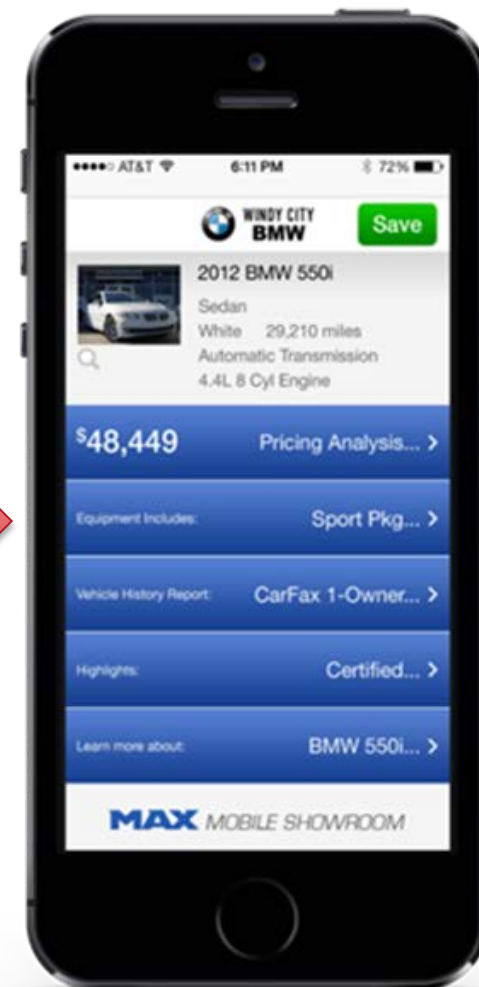 AT&T 6:11 PM 72%
WINDY CITY
BMW
Save
2012 BMW 550i
Sedan
White 29,210 miles
Automatic Transmission
4.4L 8 Cyl Engine
$48,449 Pricing Analysis... >
Equipment Includes: Sport Pkg... >
Vehicle History Report: CarFax 1-Owner... >
Highlights: Certified... >
Learn more about: BMW 550i... >
MAX MOBILE SHOWROOM